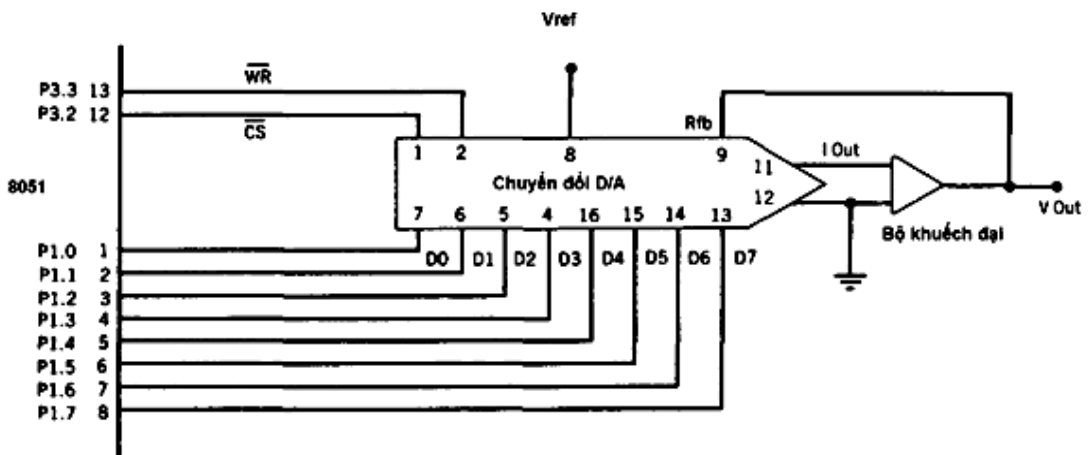 Vref
P3.3 13 WR
P3.2 12 CS
Rfb
1 2 8 9
11 I Out
12
Chuyển đổi D/A
8051
V Out
Bộ khuếch đại
7 6 5 4 16 15 14 13
D0 D1 D2 D3 D4 D5 D6 D7
P1.0 1
P1.1 2
P1.2 3
P1.3 4
P1.4 5
P1.5 6
P1.6 7
P1.7 8